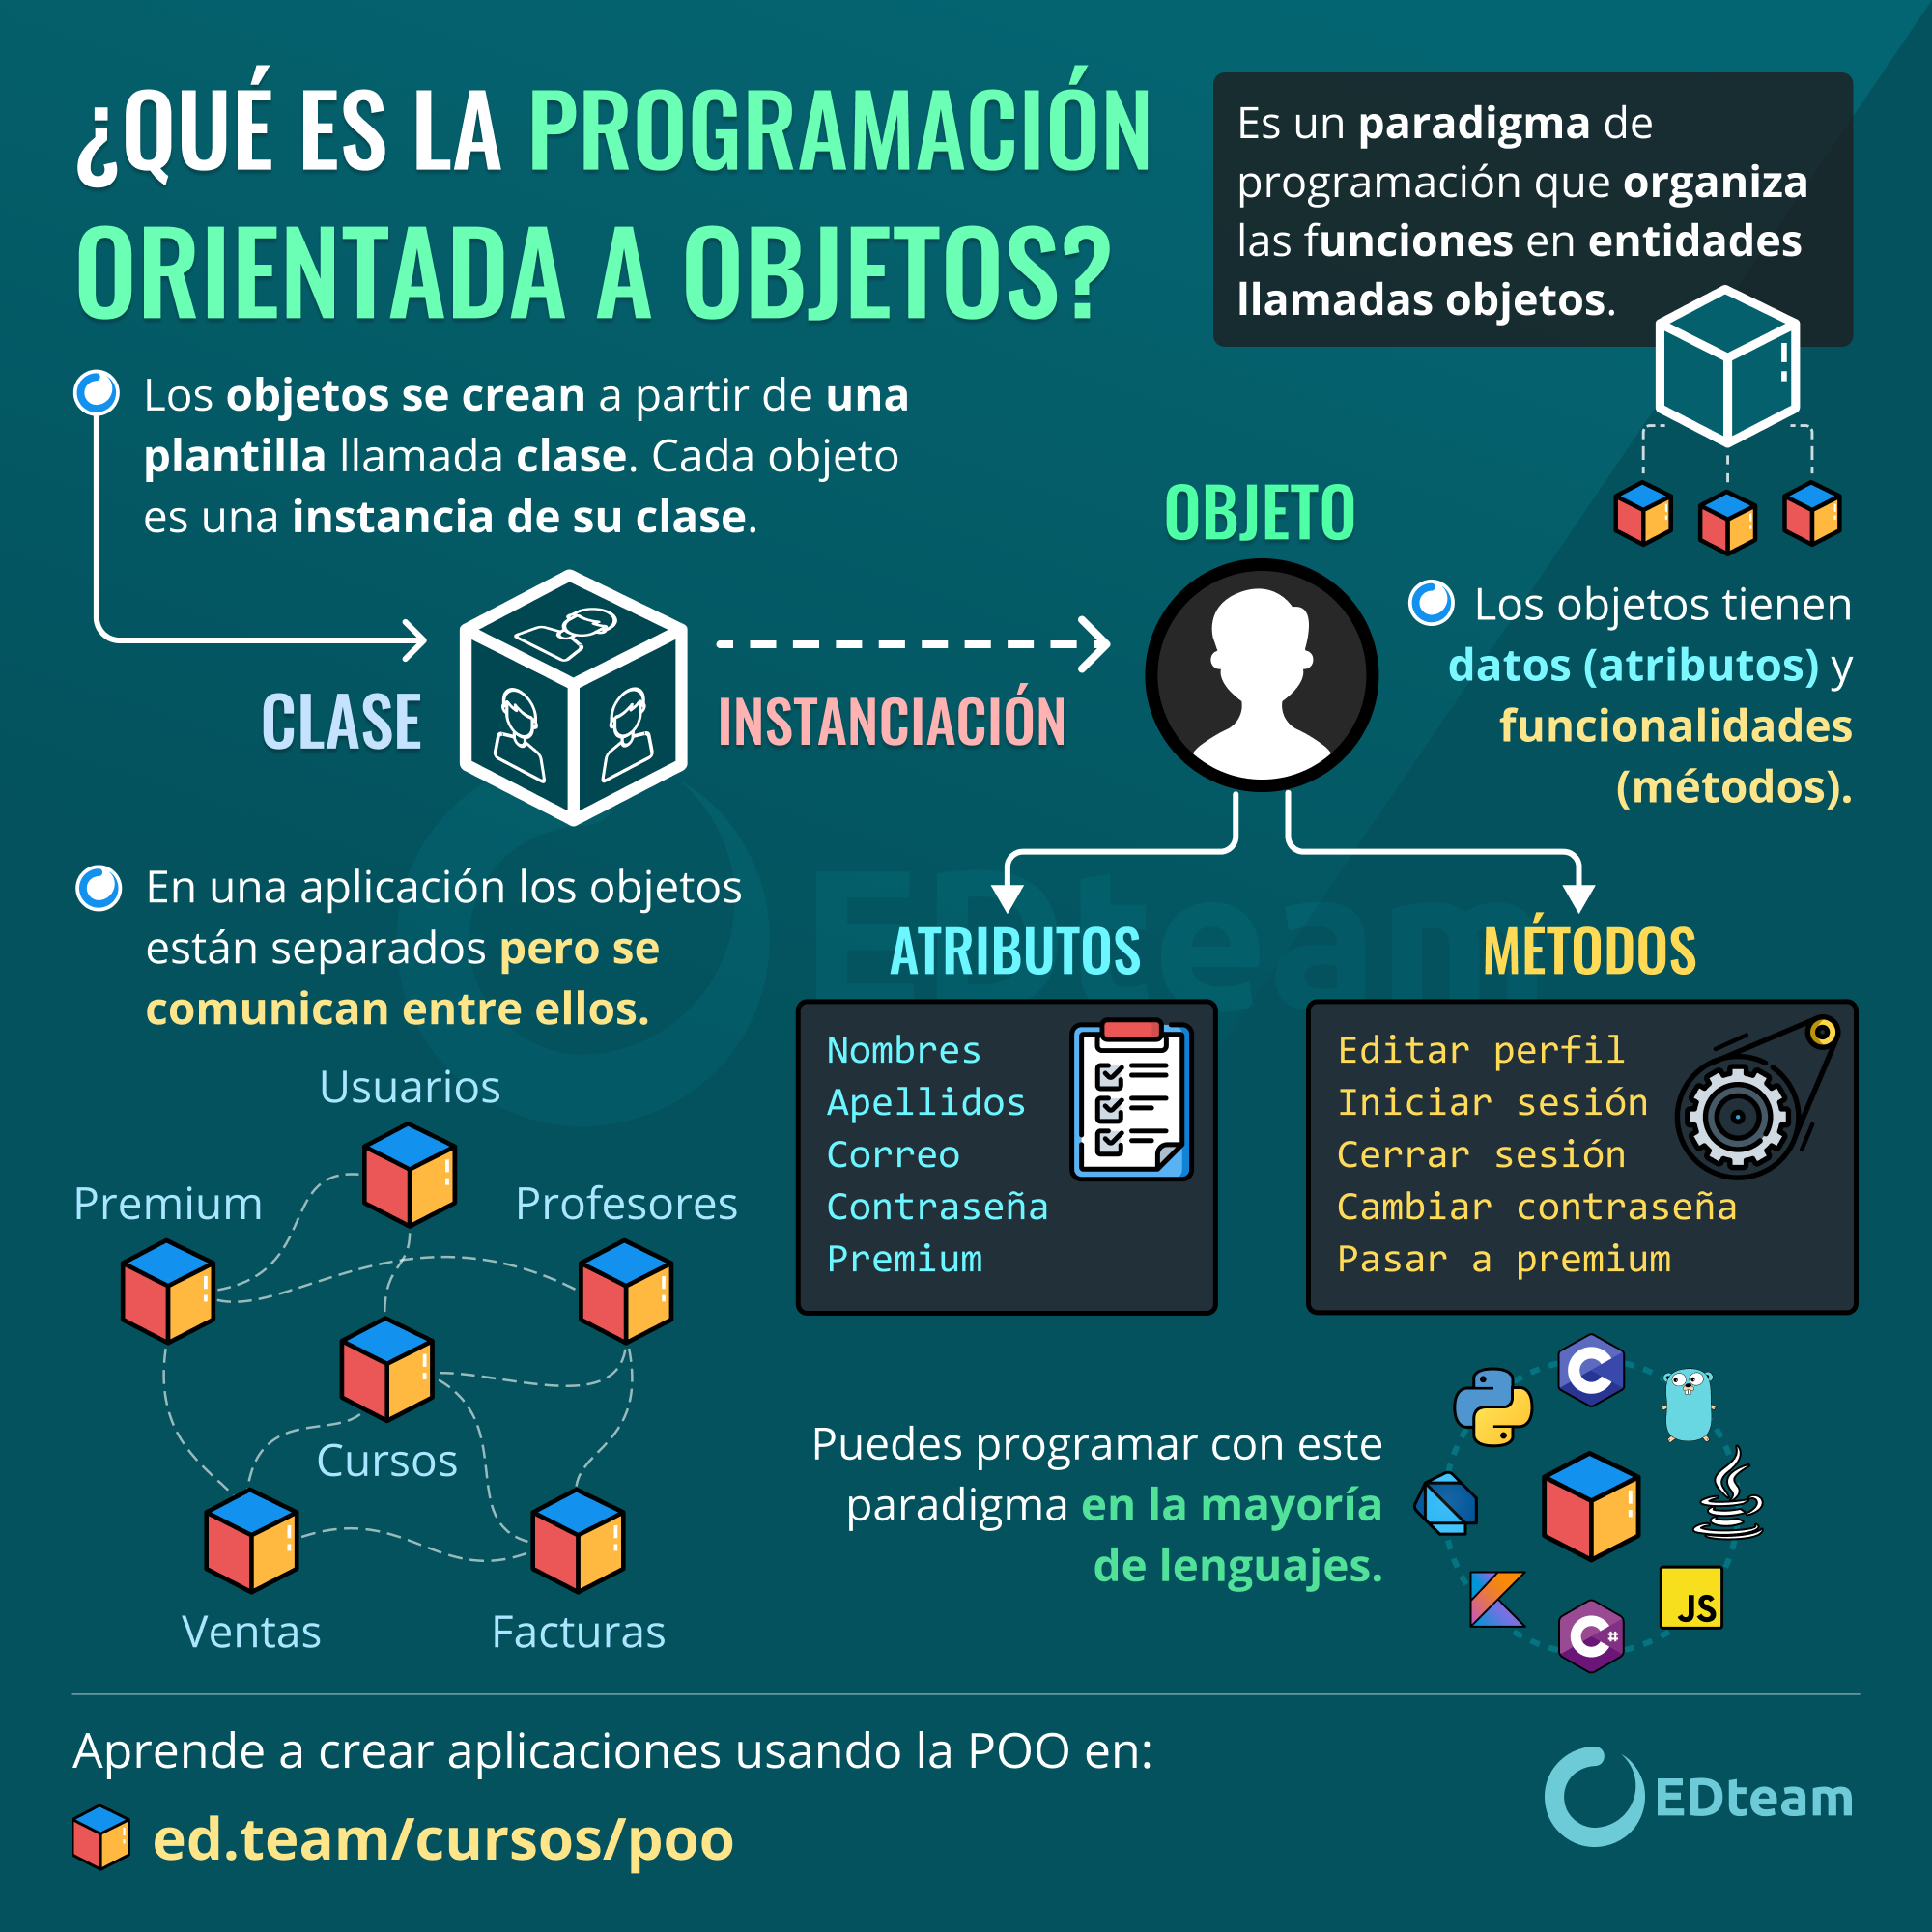 ¿QUÉ ES LA PROGRAMACIÓN
ORIENTADA A OBJETOS?
Es un paradigma de
programación que organiza
las funciones en entidades
llamadas objetos.
Los objetos se crean a partir de una
plantilla llamada clase. Cada objeto
es una instancia de su clase.
CLASE
INSTANCIACIÓN
OBJETO
Los objetos tienen
datos (atributos) y
funcionalidades
(métodos).
En una aplicación los objetos
están separados pero se
comunican entre ellos.
Usuarios
Premium
Profesores
Cursos
Ventas
Facturas
EDteam
ATRIBUTOS
Nombres
Apellidos
Correo
Contraseña
Premium
MÉTODOS
Editar perfil
Iniciar sesión
Cerrar sesión
Cambiar contraseña
Pasar a premium
Puedes programar con este
paradigma en la mayoría
de lenguajes.
C
JS
C#
Aprende a crear aplicaciones usando la POO en:
ed.team/cursos/poo
EDteam